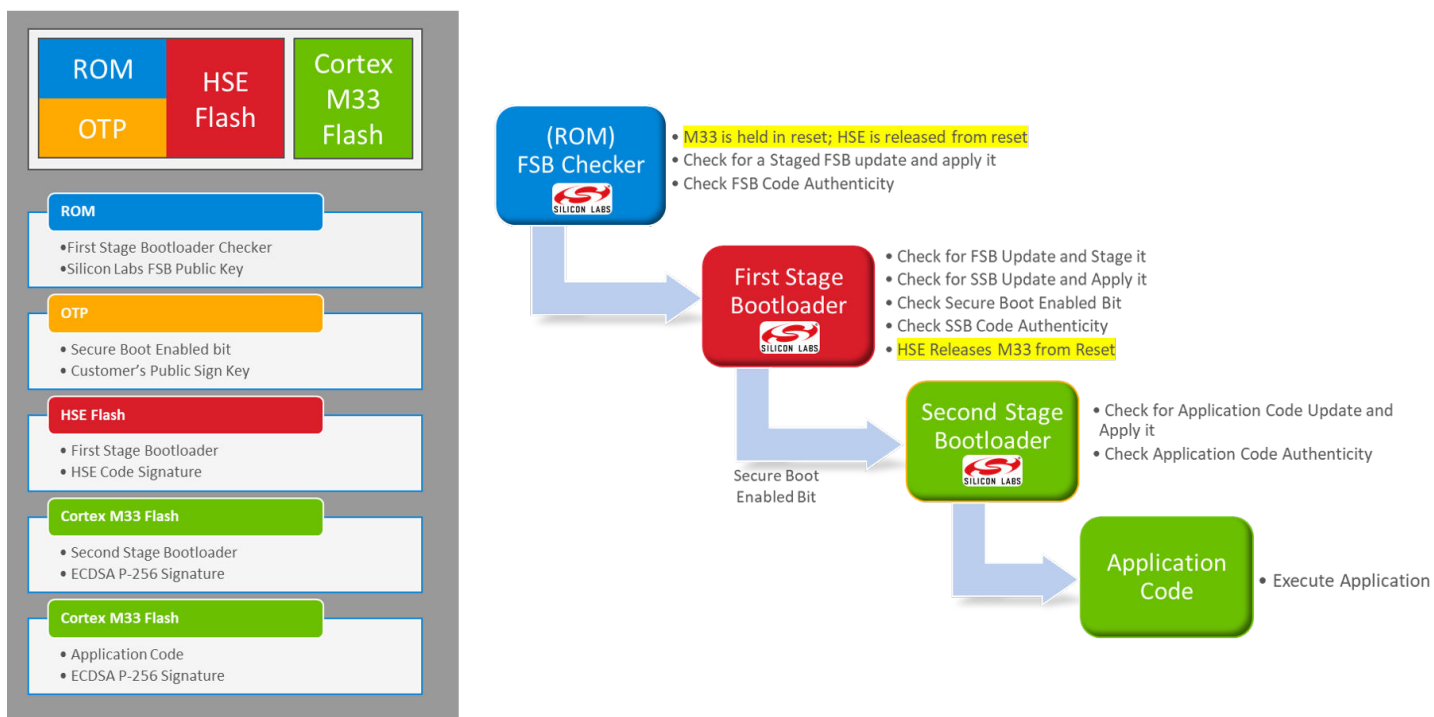 ROM
OTP
HSE
Flash
Cortex
M33
Flash
ROM
•First Stage Bootloader Checker
•Silicon Labs FSB Public Key
OTP
• Secure Boot Enabled bit
• Customer's Public Sign Key
HSE Flash
• First Stage Bootloader
• HSE Code Signature
Cortex M33 Flash
• Second Stage Bootloader
• ECDSA P-256 Signature
Cortex M33 Flash
• Application Code
• ECDSA P-256 Signature
(ROM)
FSB Checker
SILICON LABS
• M33 is held in reset; HSE is released from reset
• Check for a Staged FSB update and apply it
• Check FSB Code Authenticity
First Stage
Bootloader
SILICON LABS
• Check for FSB Update and Stage it
• Check for SSB Update and Apply it
• Check Secure Boot Enabled Bit
• Check SSB Code Authenticity
• HSE Releases M33 from Reset
Secure Boot
Enabled Bit
Second Stage
Bootloader
SILICON LABS
• Check for Application Code Update and
Apply it
• Check Application Code Authenticity
Application
Code
• Execute Application